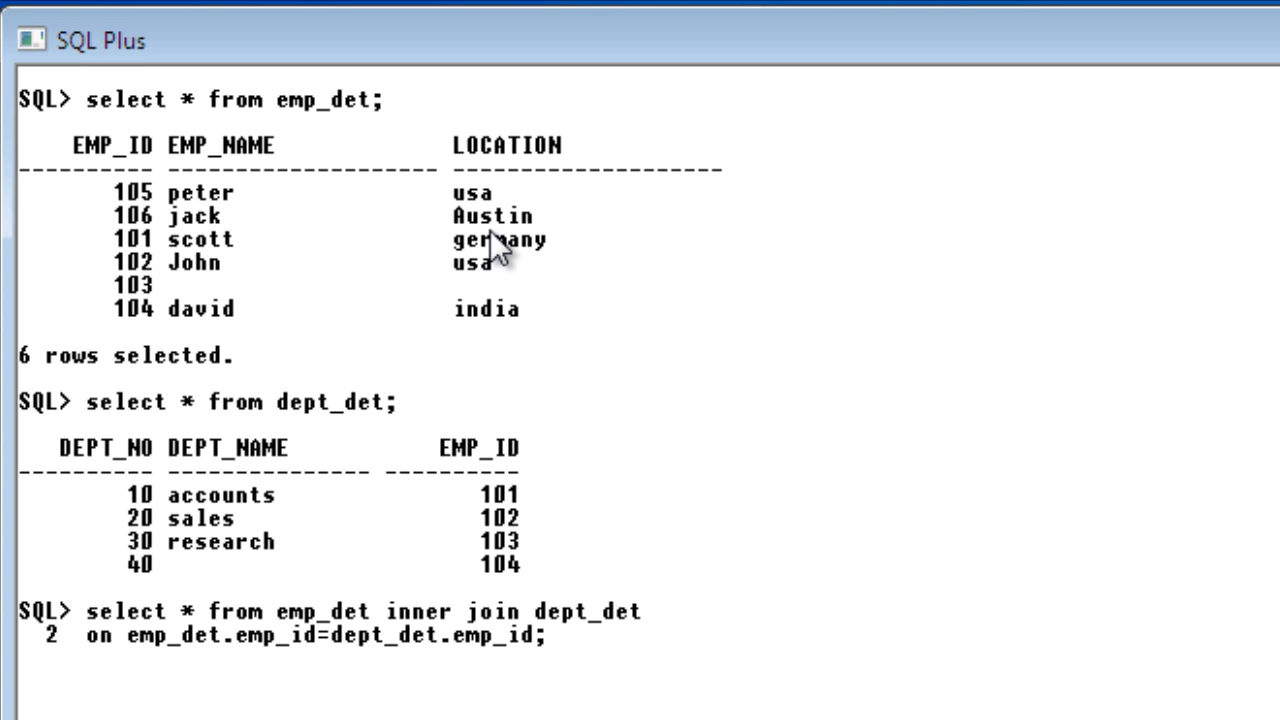 SQL Plus
SQL> select * from emp_det;
EMP_ID EMP_NAME LOCATION
---------- -------------------- --------------------
105 peter usa
106 jack Austin
101 scott germany
102 John usa
103
104 david india
6 rows selected.
SQL> select * from dept_det;
DEPT_NO DEPT_NAME EMP_ID
---------- --------------- ----------
10 accounts 101
20 sales 102
30 research 103
40 104
SQL> select * from emp_det inner join dept_det
2 on emp_det.emp_id=dept_det.emp_id;